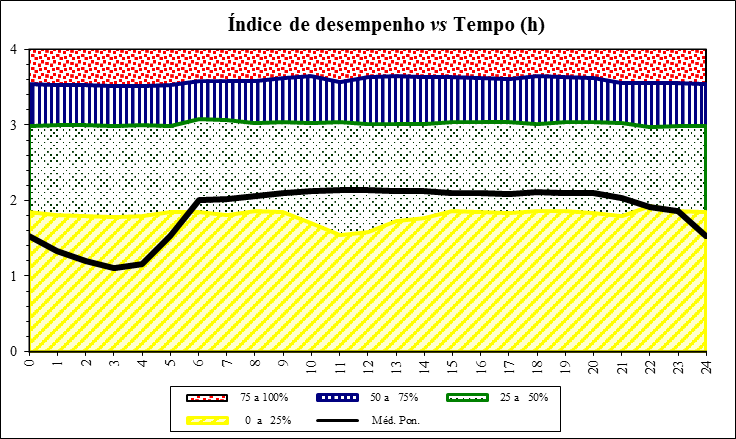 Índice de desempenho vs Tempo (h)
4
3
2
1
0
0 1 2 3 4 5 6 7 8 9 10 11 12 13 14 15 16 17 18 19 20 21 22 23 24
75 a 100% 50 a 75% 25 a 50%
0 a 25% Méd. Pon.